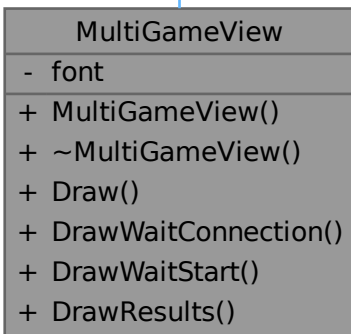 MultiGameView
- font
+ MultiGameView()
+ ~MultiGameView()
+ Draw()
+ DrawWaitConnection()
+ DrawWaitStart()
+ DrawResults()